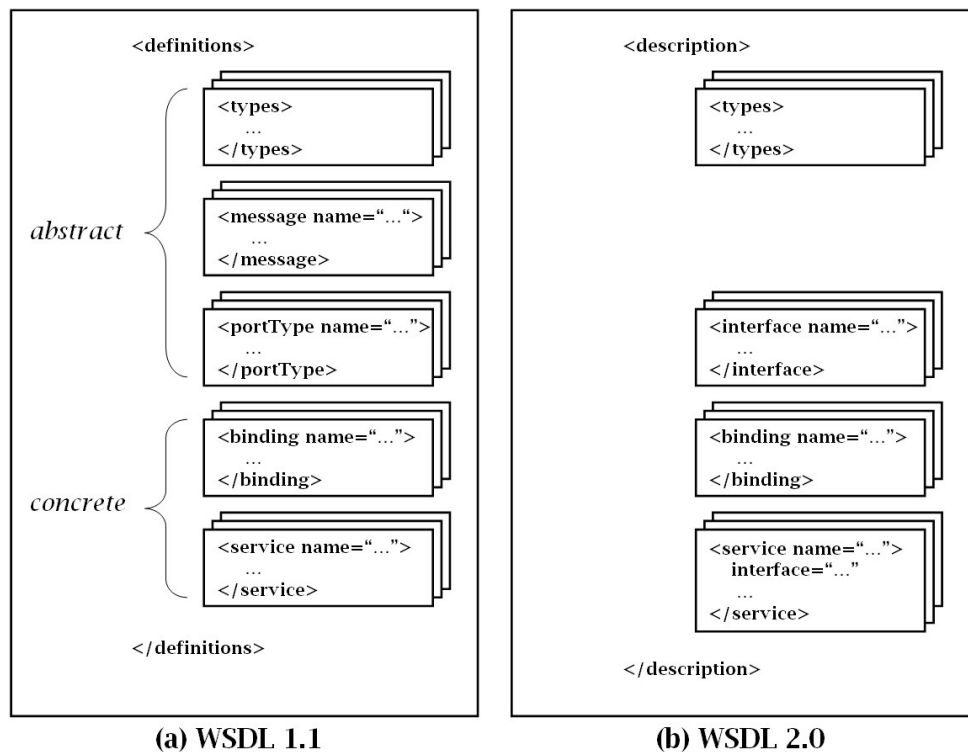 <definitions>
<types>
...
</types>
<message name="...">
...
</message>
abstract
<portType name="...">
...
</portType>
<binding name="...">
...
</binding>
concrete
<service name="...">
...
</service>
</definitions>
(a) WSDL 1.1
<description>
<types>
...
</types>
<interface name="...">
...
</interface>
<binding name="...">
...
</binding>
<service name="...">
interface="..."
...
</service>
</description>
(b) WSDL 2.0